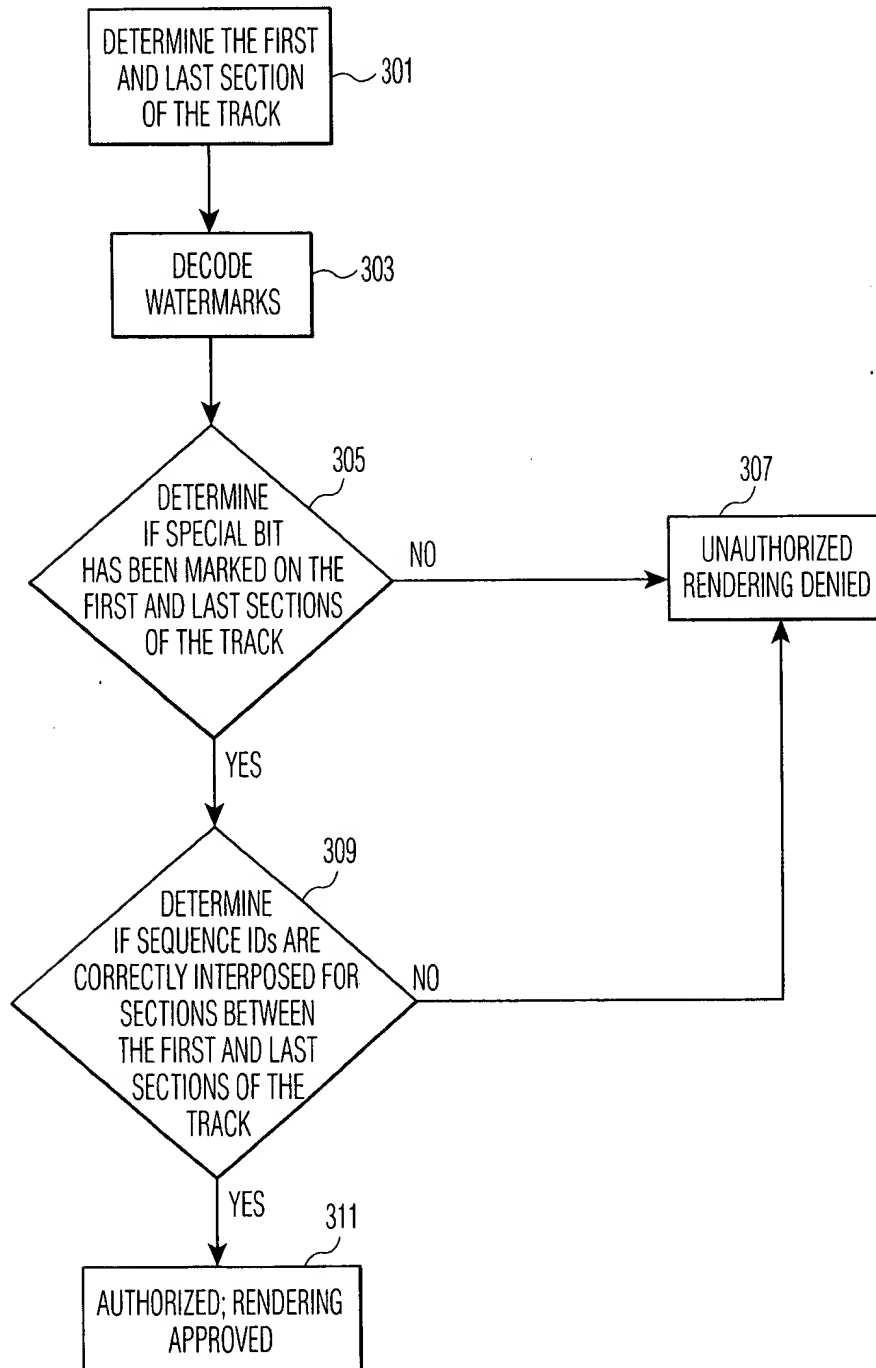 DETERMINE THE FIRST
AND LAST SECTION
OF THE TRACK
301
DECODE
WATERMARKS
303
305
DETERMINE
IF SPECIAL BIT
HAS BEEN MARKED ON THE
FIRST AND LAST SECTIONS
OF THE TRACK
NO
307
UNAUTHORIZED
RENDERING DENIED
YES
309
DETERMINE
IF SEQUENCE IDs ARE
CORRECTLY INTERPOSED FOR
SECTIONS BETWEEN
THE FIRST AND LAST
SECTIONS OF THE
TRACK
NO
YES
311
AUTHORIZED; RENDERING
APPROVED